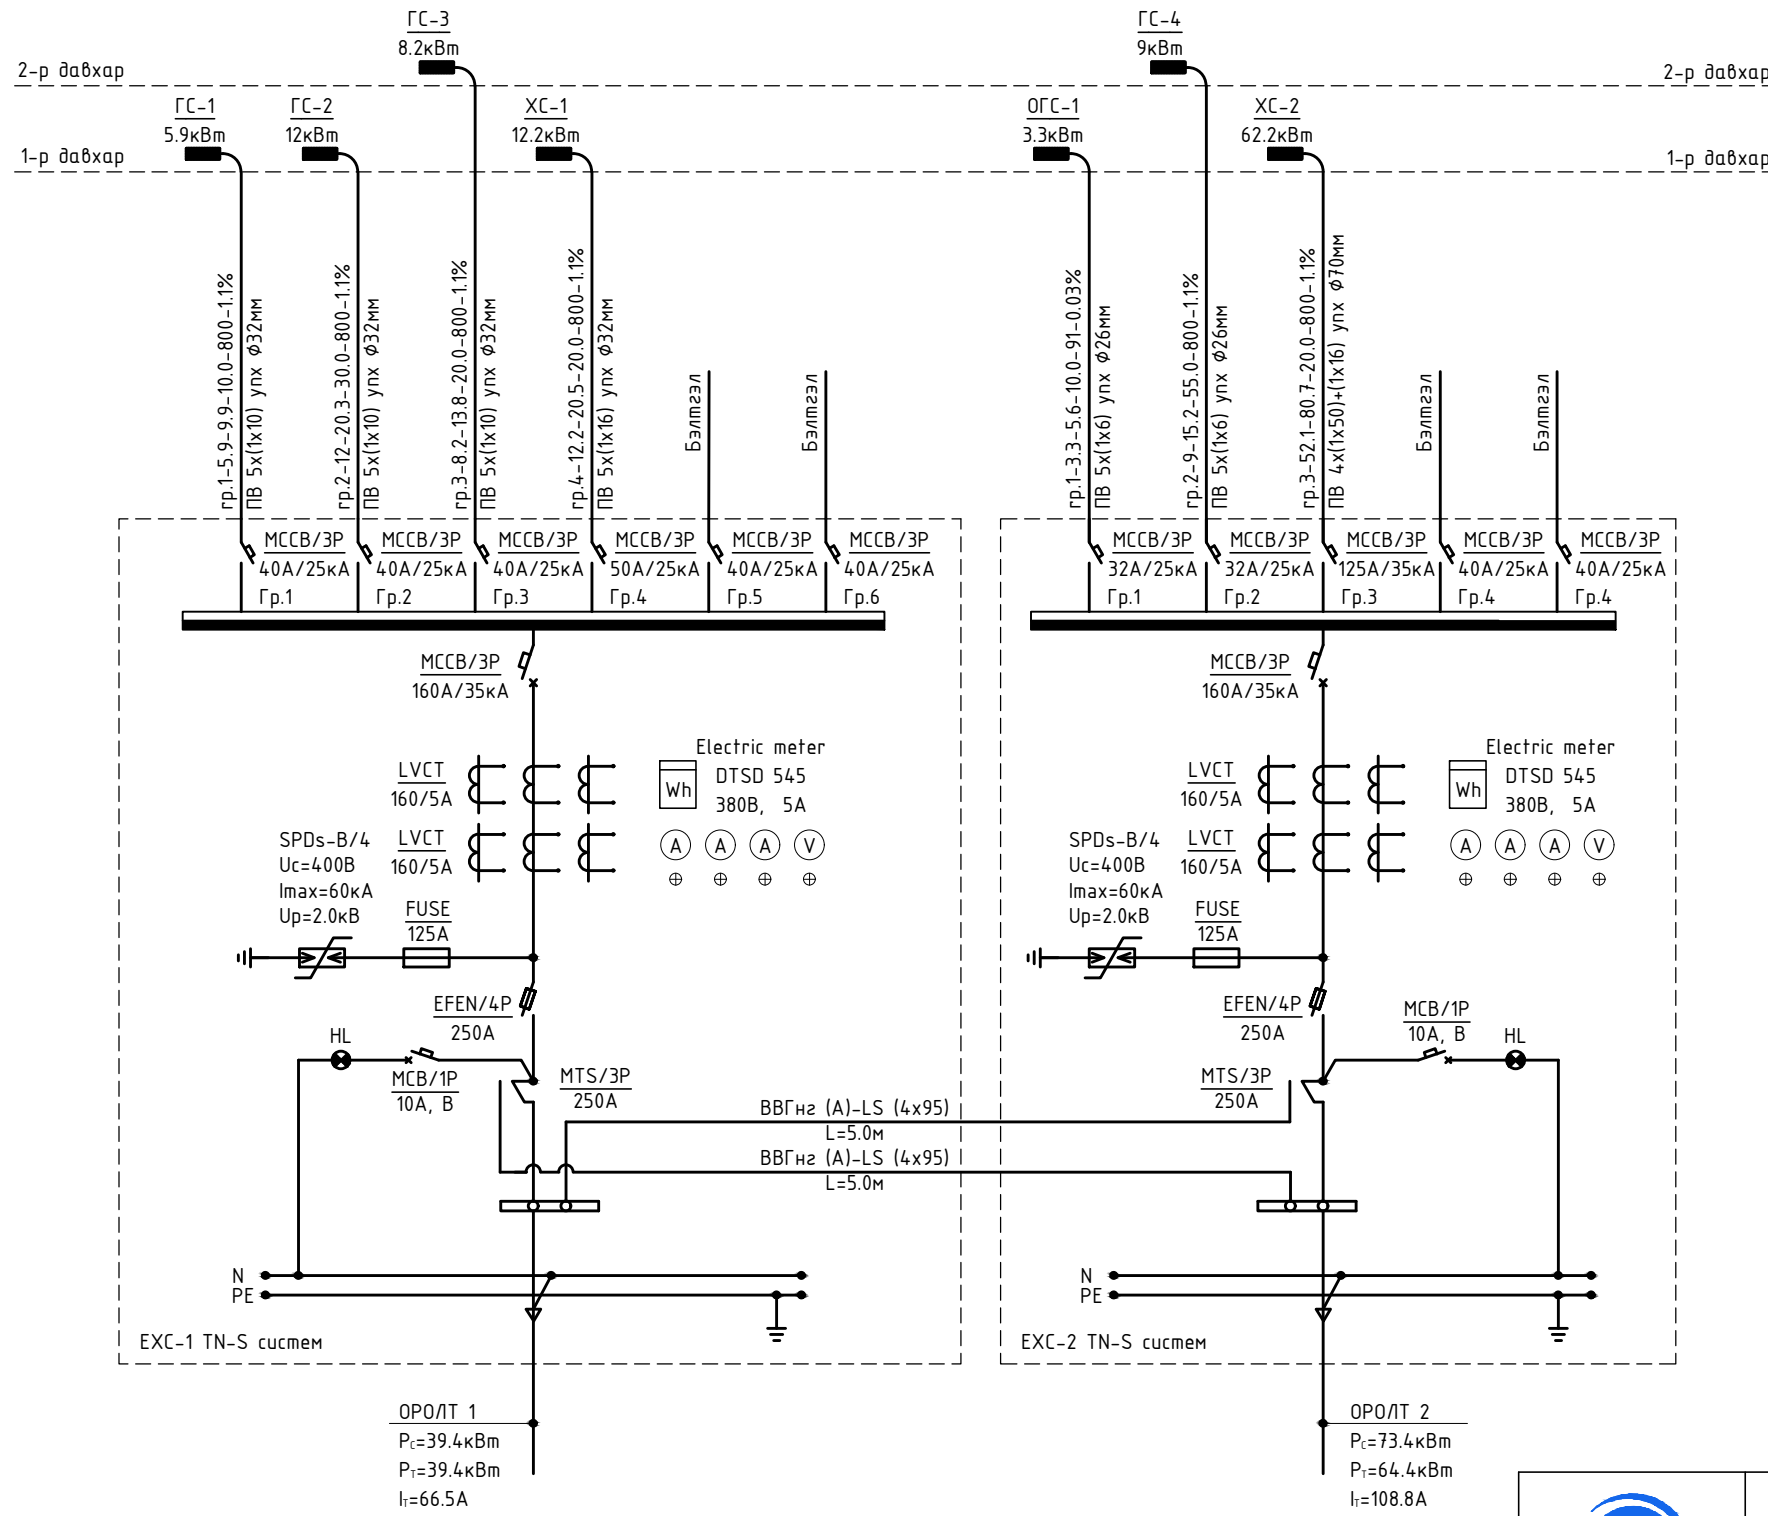 ГС-3
8.2кВт
ГС-4
9кВт
2-р давхар
2-р давхар
ГС-1
5.9кВт
ГС-2
12кВт
ХС-1
12.2кВт
ОГС-1
3.3кВт
ХС-2
62.2кВт
1-р давхар
1-р давхар
гр.1-5.9-9.9-10.0-800-1.1%
ПВ 5х(1х10) упх ф32мм
гр.2-12-20.3-30.0-800-1.1%
ПВ 5х(1х10) упх ф32мм
гр.3-8.2-13.8-20.0-800-1.1%
ПВ 5х(1х10) упх ф32мм
гр.4-12.2-20.5-20.0-800-1.1%
ПВ 5х(1х16) упх ф32мм
Бэлтгэл
Бэлтгэл
гр.1-3.3-5.6-10.0-91-0.03%
ПВ 5х(1х6) упх ф26мм
гр.2-9-15.2-55.0-800-1.1%
ПВ 5х(1х6) упх ф26мм
гр.3-52.1-80.7-20.0-800-1.1%
ПВ 4х(1х50)+(1х16) упх ф70мм
Бэлтгэл
Бэлтгэл
MCCB/3P
40A/25кА
Гр.1
MCCB/3P
40A/25кА
Гр.2
MCCB/3P
40A/25кА
Гр.3
MCCB/3P
50A/25кА
Гр.4
MCCB/3P
40A/25кА
Гр.5
MCCB/3P
40A/25кА
Гр.6
MCCB/3P
32A/25кА
Гр.1
MCCB/3P
32A/25кА
Гр.2
MCCB/3P
125A/35кА
Гр.3
MCCB/3P
40A/25кА
Гр.4
MCCB/3P
40A/25кА
Гр.4
MCCB/3P
160A/35кА
MCCB/3P
160A/35кА
LVCT
160/5A
Electric meter
Wh
DTSD 545
380В, 5А
LVCT
160/5A
A A A V
SPDs-B/4
Uc=400В
Imax=60кА
Up=2.0кВ
FUSE
125A
EFEN/4P
250A
HL
MCB/1P
10A, B
MTS/3P
250A
LVCT
160/5A
Electric meter
Wh
DTSD 545
380В, 5А
LVCT
160/5A
A A A V
SPDs-B/4
Uc=400В
Imax=60кА
Up=2.0кВ
FUSE
125A
EFEN/4P
250A
MCB/1P
10A, B
HL
MTS/3P
250A
ВВГнг (А)-LS (4х95)
L=5.0м
ВВГнг (А)-LS (4х95)
L=5.0м
N
PE
N
PE
ЕХС-1 TN-S систем
ЕХС-2 TN-S систем
ОРОЛТ 1
Pс=39.4кВт
Pт=39.4кВт
Iт=66.5А
ОРОЛТ 2
Pс=73.4кВт
Pт=64.4кВт
Iт=108.8А